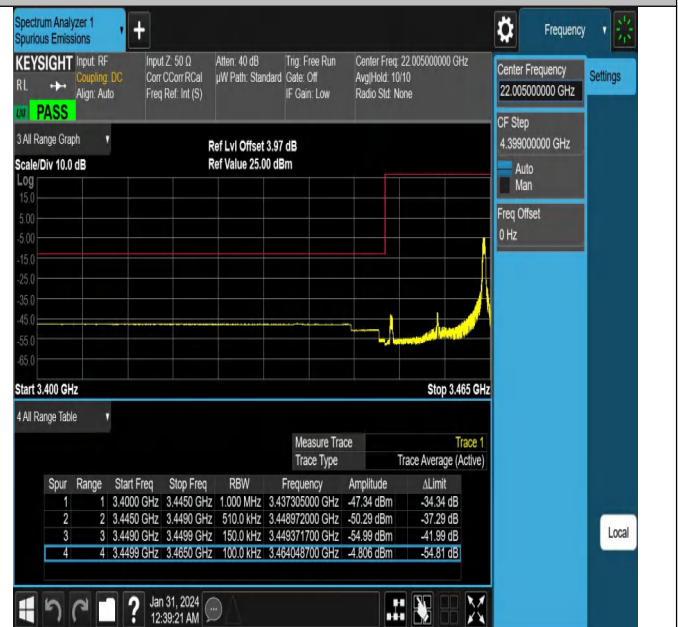 Spectrum Analyzer 1
Spurious Emissions
+
Frequency
KEYSIGHT Input: RF Input Z: 50 Ω Atten: 40 dB Trig: Free Run Center Freq: 22.005000000 GHz
RL Coupling: DC Corr CCorr RCal µW Path: Standard Gate: Off Avg|Hold: 10/10
Align: Auto Freq Ref: Int (S) IF Gain: Low Radio Std: None
PASS
Center Frequency
22.005000000 GHz
Settings
CF Step
4.399000000 GHz
Auto
Man
Freq Offset
0 Hz
3 All Range Graph
Ref Lvl Offset 3.97 dB
Scale/Div 10.0 dB Ref Value 25.00 dBm
Log
15.0
5.00
-5.00
-15.0
-25.0
-35.0
-45.0
-55.0
-65.0
Start 3.400 GHz Stop 3.465 GHz
4 All Range Table
Measure Trace Trace 1
Trace Type Trace Average (Active)
Spur Range Start Freq Stop Freq RBW Frequency Amplitude ΔLimit
1 1 3.4000 GHz 3.4450 GHz 1.000 MHz 3.437305000 GHz -47.34 dBm -34.34 dB
2 2 3.4450 GHz 3.4490 GHz 510.0 kHz 3.448972000 GHz -50.29 dBm -37.29 dB
3 3 3.4490 GHz 3.4499 GHz 150.0 kHz 3.449371700 GHz -54.99 dBm -41.99 dB
4 4 3.4499 GHz 3.4650 GHz 100.0 kHz 3.464048700 GHz -4.806 dBm -54.81 dB
Local
? Jan 31, 2024
12:39:21 AM